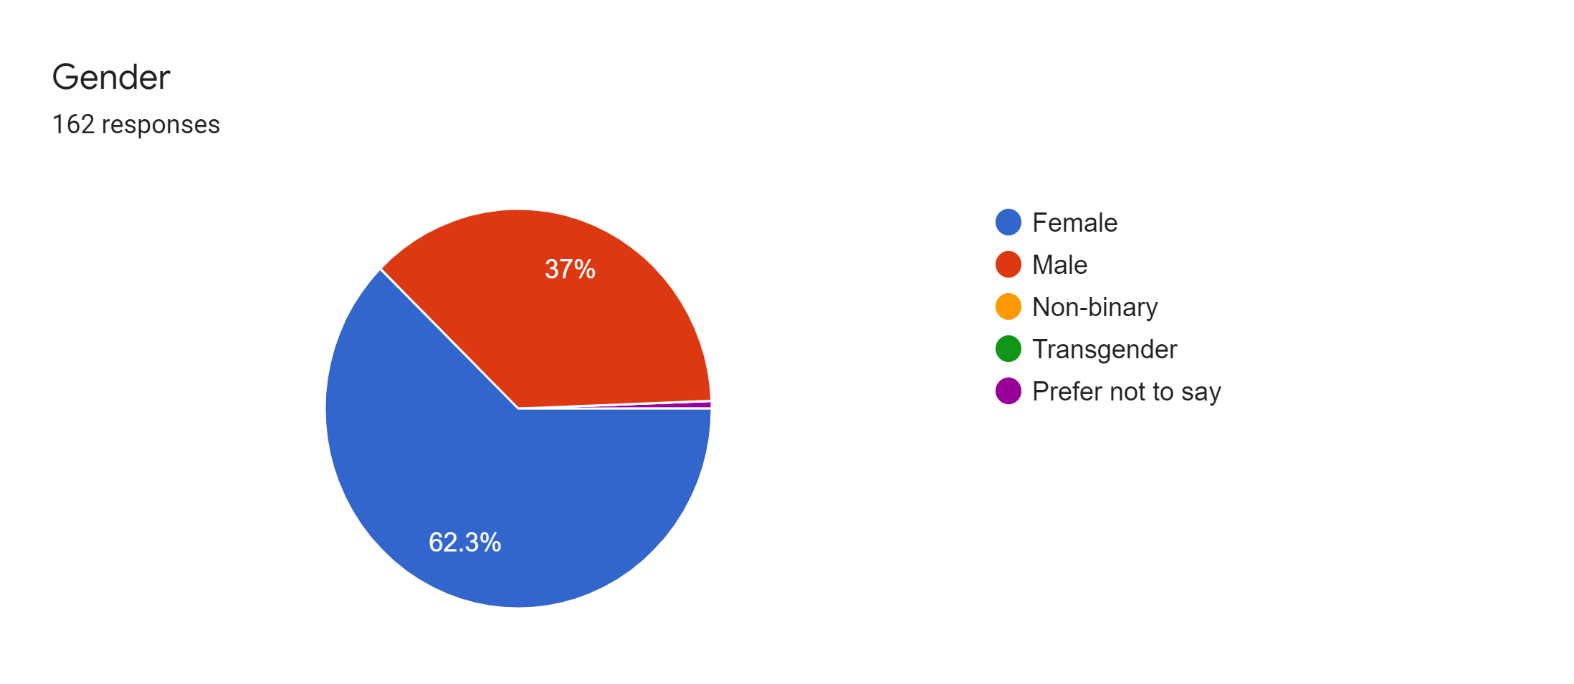 Gender
162 responses
37%
62.3%
Female
Male
Non-binary
Transgender
Prefer not to say